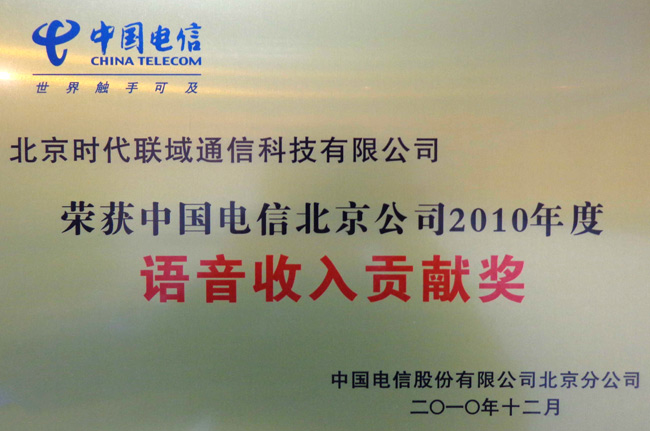 中国电信
CHINA TELECOM
世界触手可及
北京时代联域通信科技有限公司
荣获中国电信北京公司2010年度
语音收入贡献奖
中国电信股份有限公司北京分公司
二〇一〇年十二月